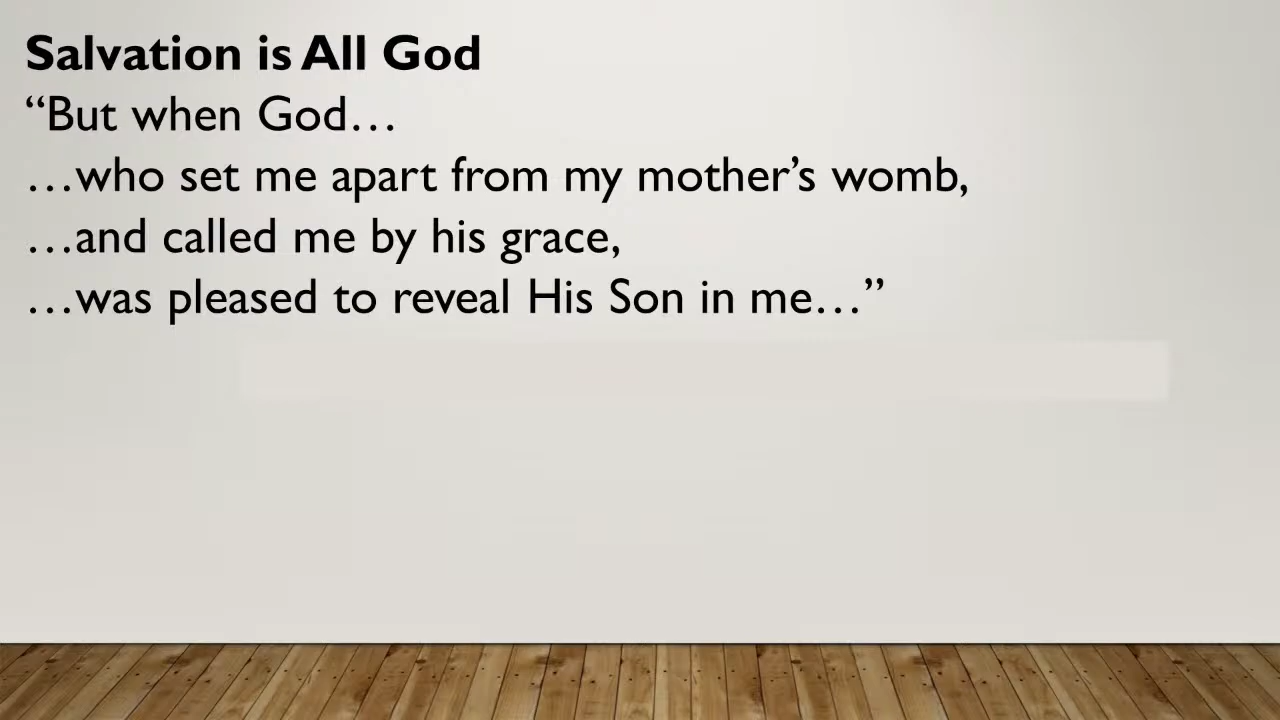 Salvation is All God
“But when God…
…who set me apart from my mother’s womb,
…and called me by his grace,
…was pleased to reveal His Son in me…”